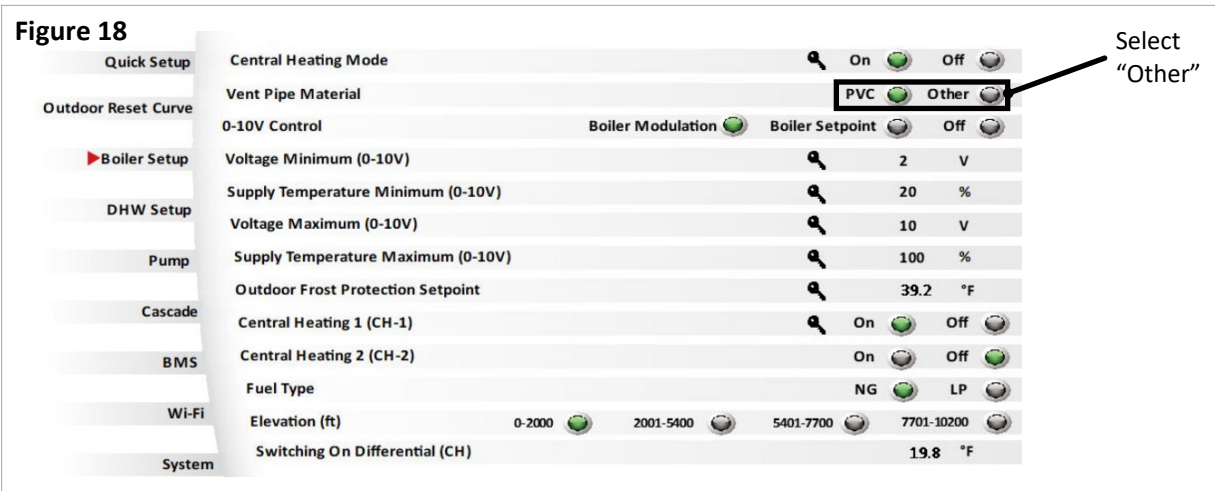 Figure 18
Select
"Other"
Quick Setup
Outdoor Reset Curve
Boiler Setup
DHW Setup
Pump
Cascade
BMS
Wi-Fi
System
Central Heating Mode On Off
Vent Pipe Material PVC Other
0-10V Control Boiler Modulation Boiler Setpoint Off
Voltage Minimum (0-10V) 2 V
Supply Temperature Minimum (0-10V) 20 %
Voltage Maximum (0-10V) 10 V
Supply Temperature Maximum (0-10V) 100 %
Outdoor Frost Protection Setpoint 39.2 °F
Central Heating 1 (CH-1) On Off
Central Heating 2 (CH-2) On Off
Fuel Type NG LP
Elevation (ft) 0-2000 2001-5400 5401-7700 7701-10200
Switching On Differential (CH) 19.8 °F